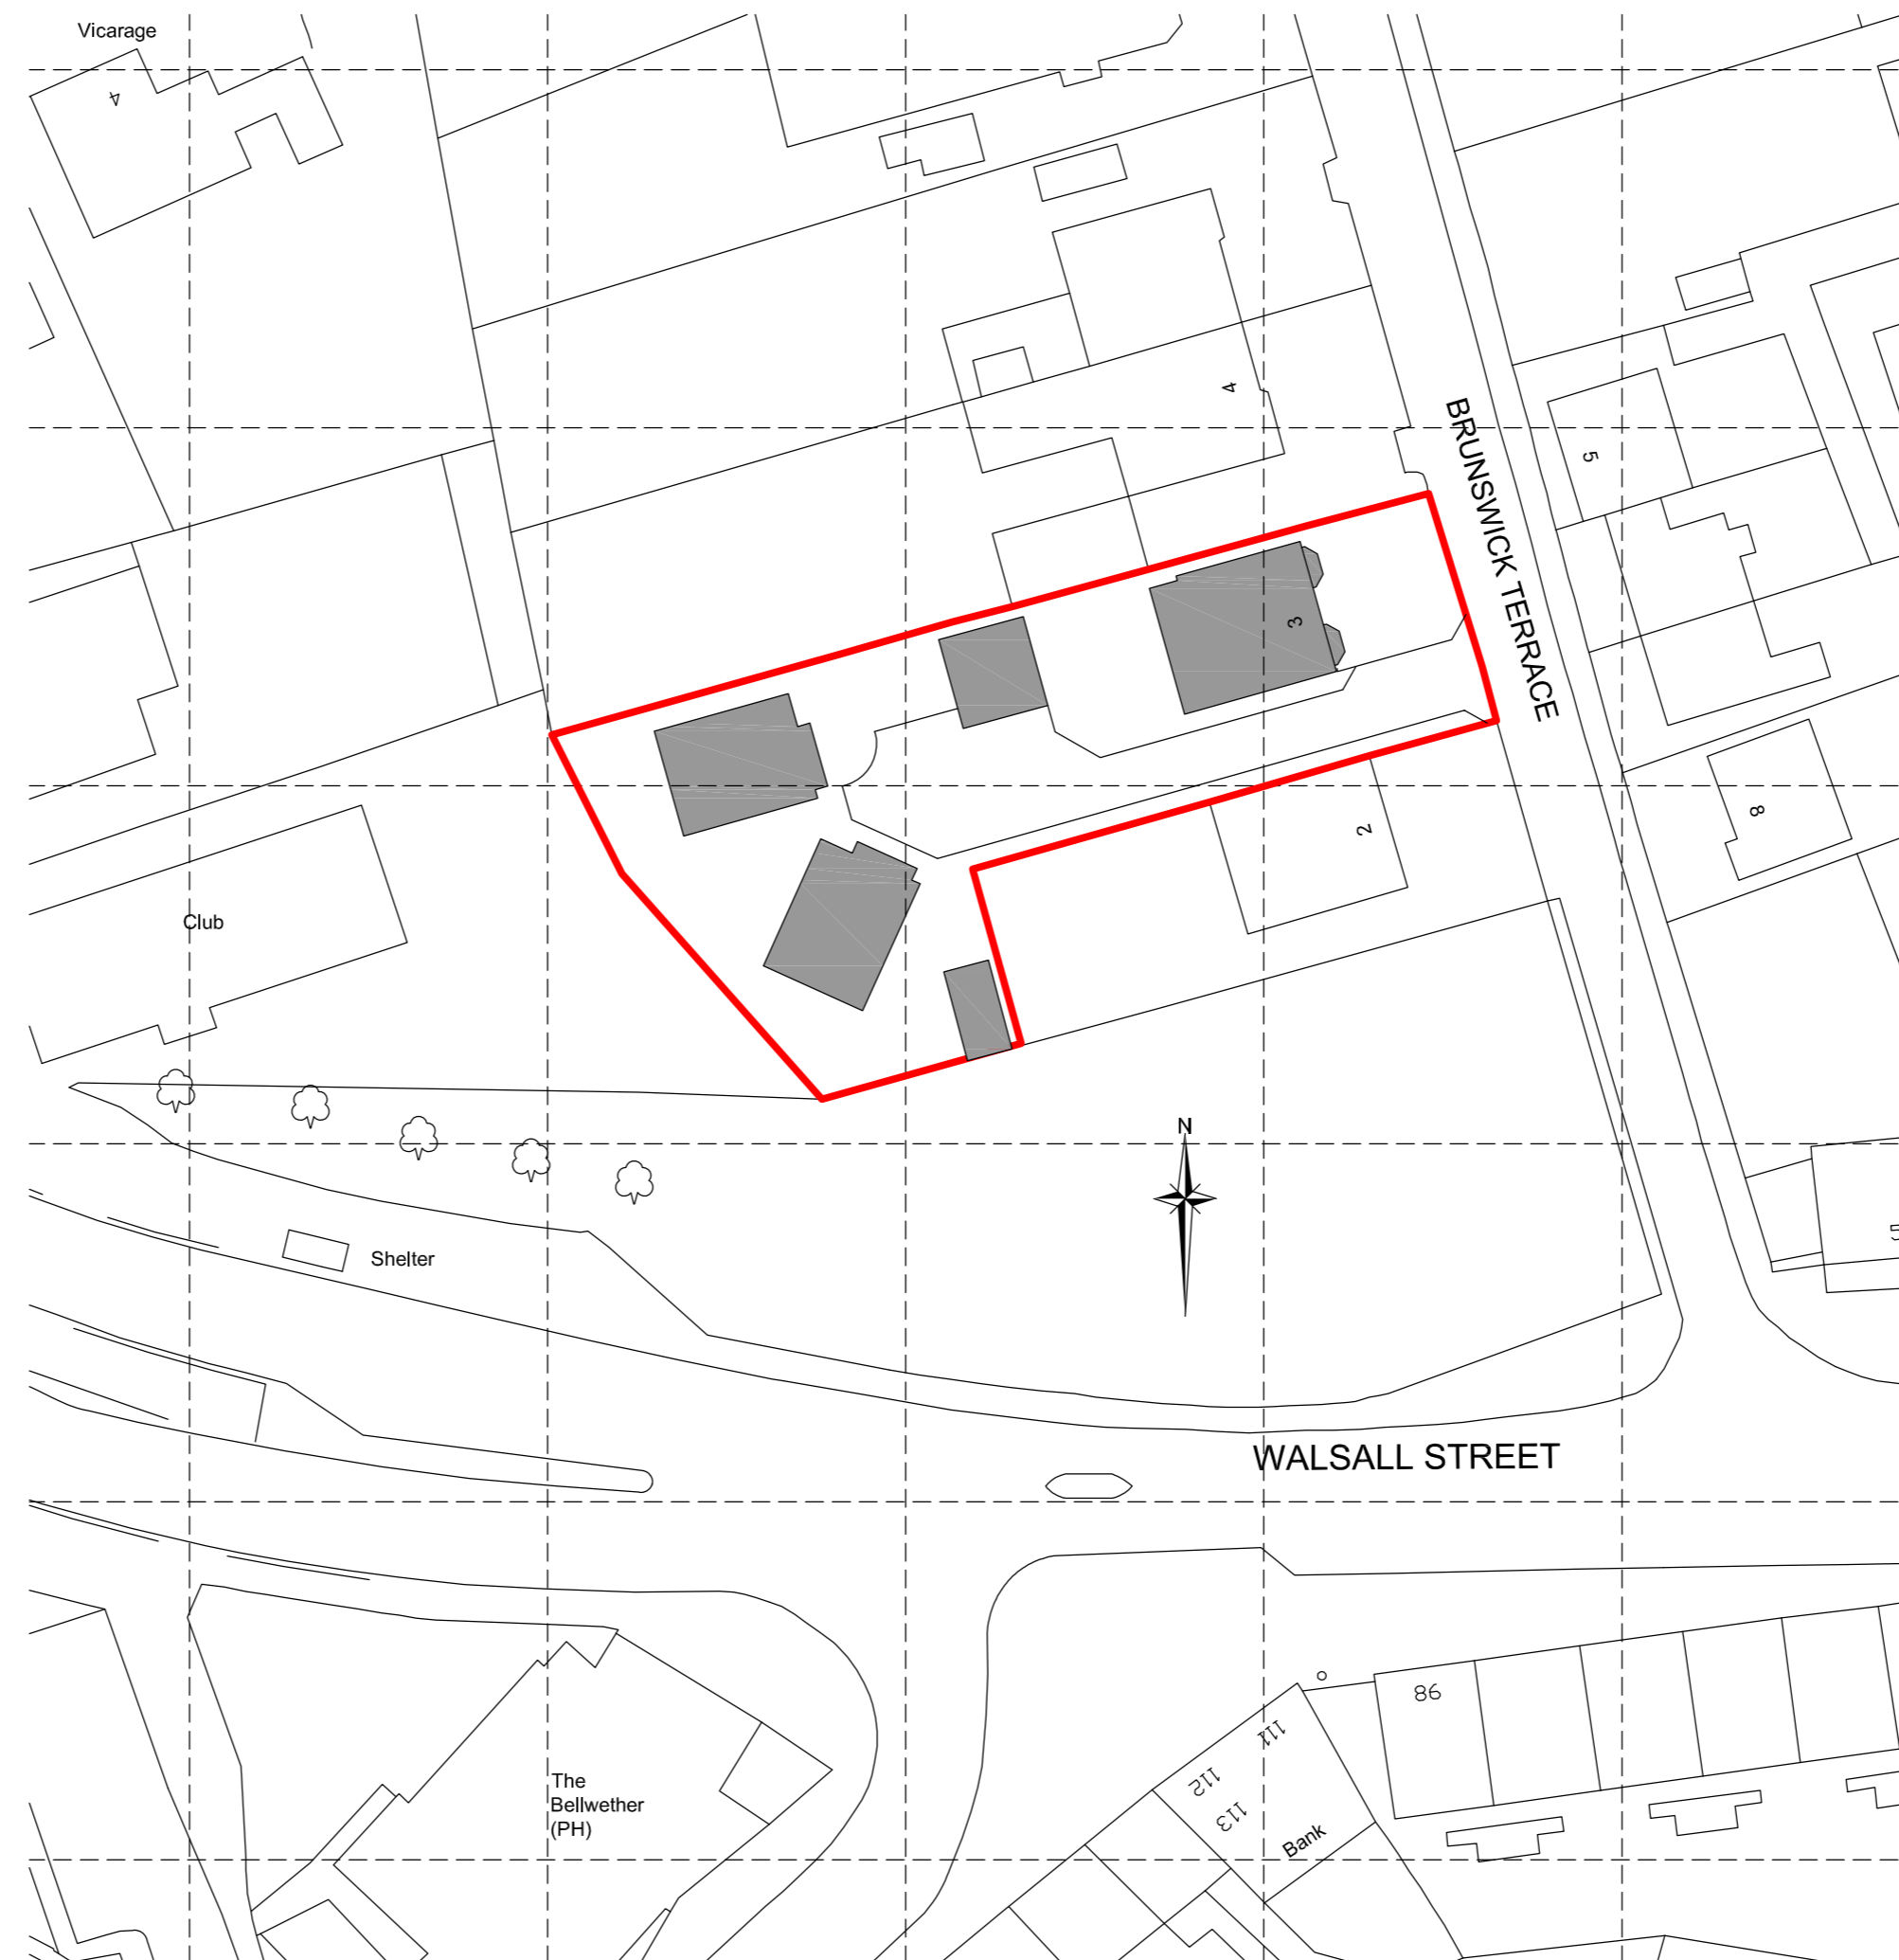 Vicarage
4
4
BRUNSWICK TERRACE
5
3
2
8
Club
N
Shelter
5
WALSALL STREET
86
111
112
113
Bank
The
Bellwether
(PH)